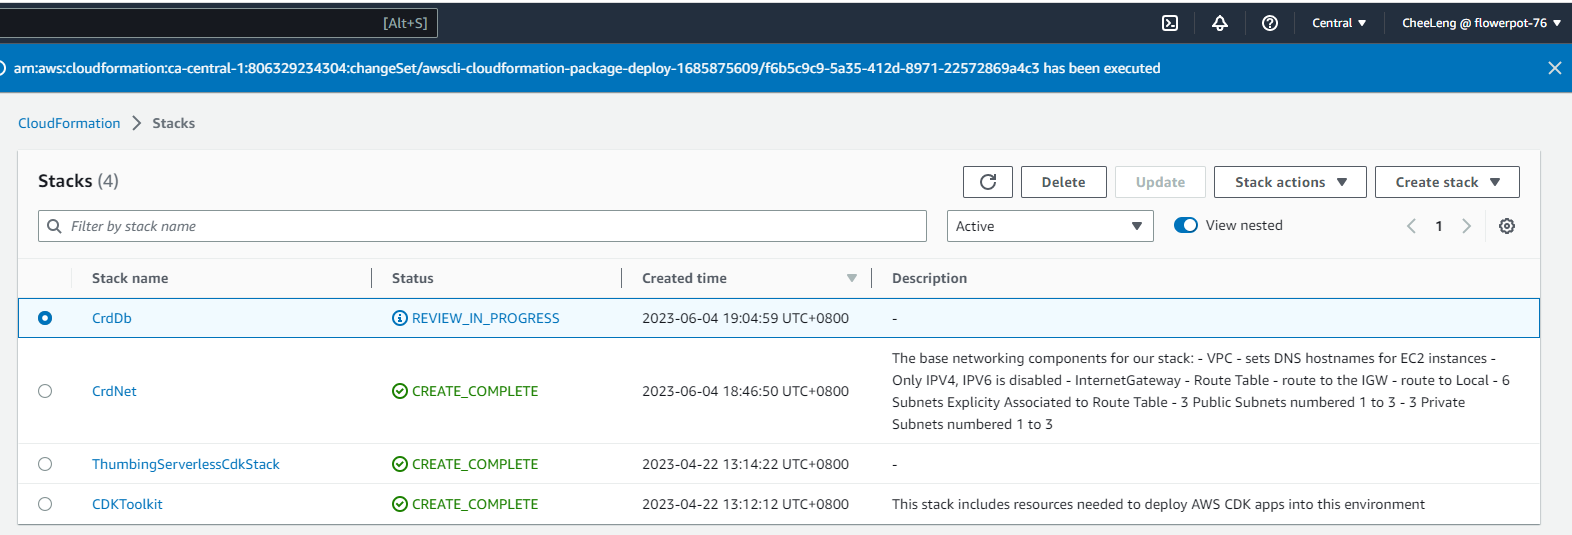 [Alt+S]
Central
CheeLeng @ flowerpot-76
arn:aws:cloudformation:ca-central-1:806329234304:changeSet/awscli-cloudformation-package-deploy-1685875609/f6b5c9c9-5a35-412d-8971-22572869a4c3 has been executed
CloudFormation > Stacks
Stacks (4)
Delete
Update
Stack actions
Create stack
Filter by stack name
Active
View nested
1
Stack name Status Created time Description
CrdDb REVIEW_IN_PROGRESS 2023-06-04 19:04:59 UTC+0800 -
CrdNet CREATE_COMPLETE 2023-06-04 18:46:50 UTC+0800
The base networking components for our stack: - VPC - sets DNS hostnames for EC2 instances -
Only IPV4, IPV6 is disabled - InternetGateway - Route Table - route to the IGW - route to Local - 6
Subnets Explicity Associated to Route Table - 3 Public Subnets numbered 1 to 3 - 3 Private
Subnets numbered 1 to 3
ThumbingServerlessCdkStack CREATE_COMPLETE 2023-04-22 13:14:22 UTC+0800 -
CDKToolkit CREATE_COMPLETE 2023-04-22 13:12:12 UTC+0800 This stack includes resources needed to deploy AWS CDK apps into this environment